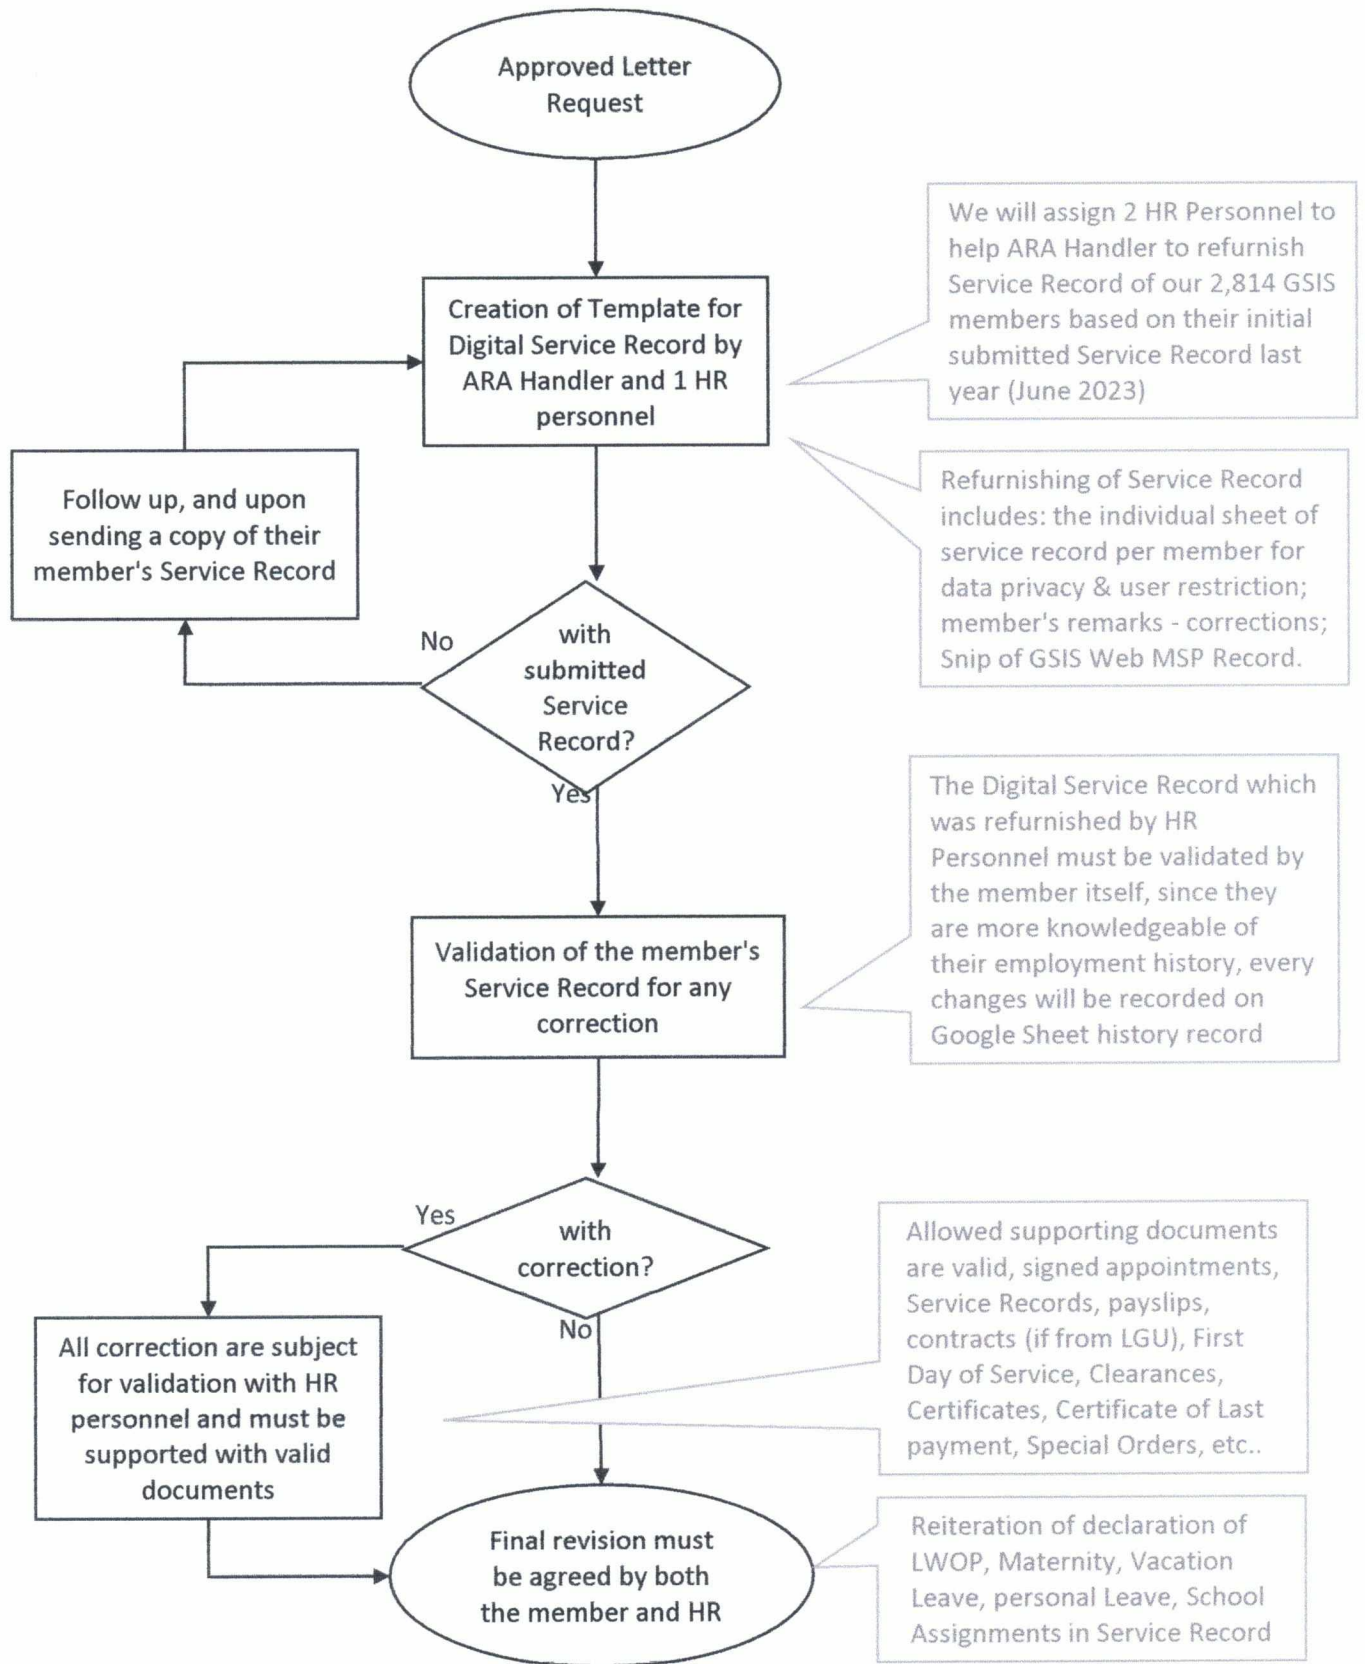 Approved Letter
Request
We will assign 2 HR Personnel to
help ARA Handler to refurnish
Service Record of our 2,814 GSIS
members based on their initial
submitted Service Record last
year (June 2023)
Creation of Template for
Digital Service Record by
ARA Handler and 1 HR
personnel
Refurnishing of Service Record
includes: the individual sheet of
service record per member for
data privacy & user restriction;
member's remarks - corrections;
Snip of GSIS Web MSP Record.
Follow up, and upon
sending a copy of their
member's Service Record
No
with
submitted
Service
Record?
Yes
The Digital Service Record which
was refurnished by HR
Personnel must be validated by
the member itself, since they
are more knowledgeable of
their employment history, every
changes will be recorded on
Google Sheet history record
Validation of the member's
Service Record for any
correction
Yes
with
correction?
No
Allowed supporting documents
are valid, signed appointments,
Service Records, payslips,
contracts (if from LGU), First
Day of Service, Clearances,
Certificates, Certificate of Last
payment, Special Orders, etc..
All correction are subject
for validation with HR
personnel and must be
supported with valid
documents
Final revision must
be agreed by both
the member and HR
Reiteration of declaration of
LWOP, Maternity, Vacation
Leave, personal Leave, School
Assignments in Service Record